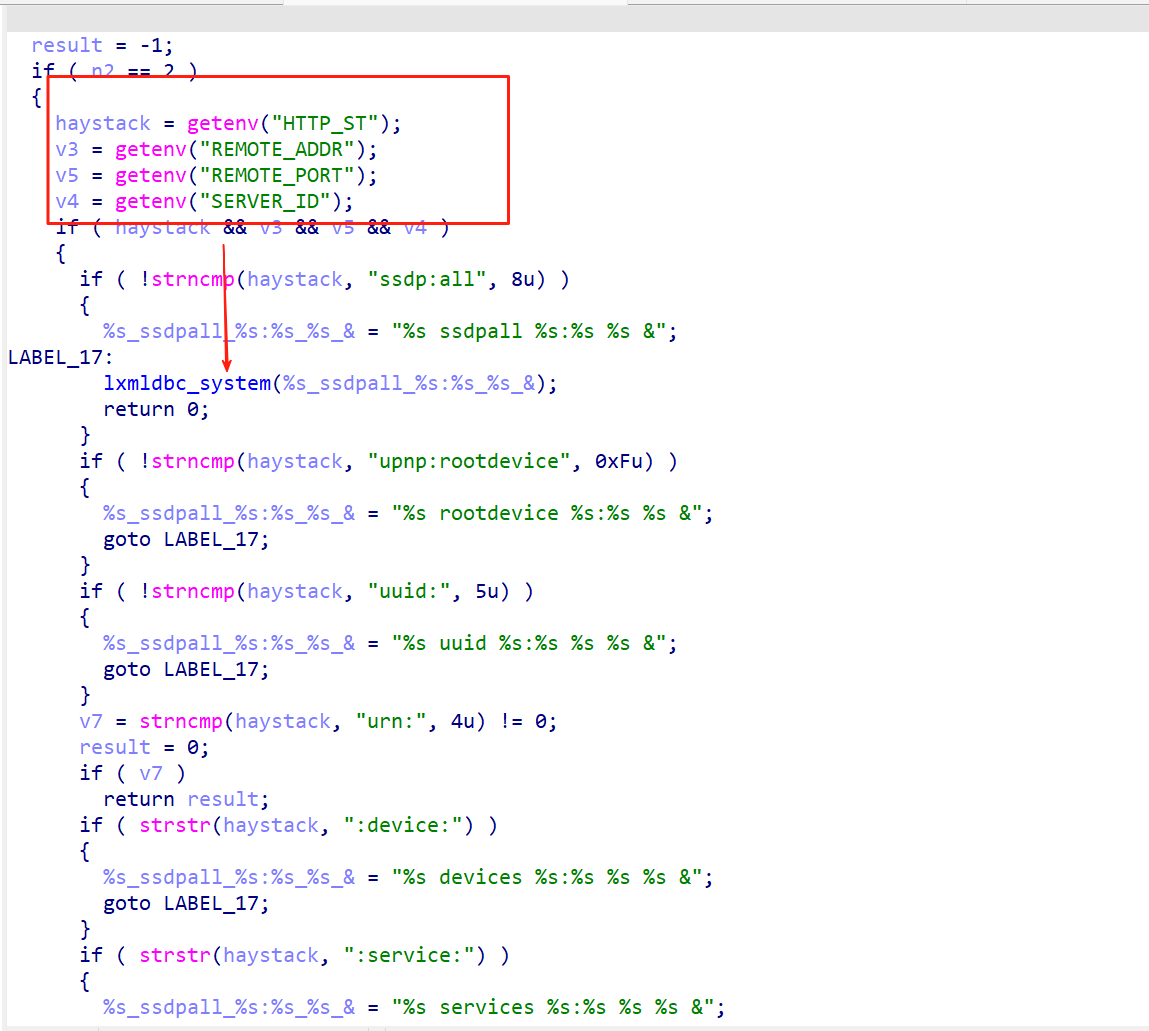 result = -1;
if ( n2 == 2 )
{
haystack = getenv("HTTP_ST");
v3 = getenv("REMOTE_ADDR");
v5 = getenv("REMOTE_PORT");
v4 = getenv("SERVER_ID");
if ( haystack && v3 && v5 && v4 )
{
if ( !strncmp(haystack, "ssdp:all", 8u) )
{
%s_ssdpall_%s:%s_%s_& = "%s ssdpall %s:%s %s &";
LABEL_17:
lxmldbc_system(%s_ssdpall_%s:%s_%s_&);
return 0;
}
if ( !strncmp(haystack, "upnp:rootdevice", 0xFu) )
{
%s_ssdpall_%s:%s_%s_& = "%s rootdevice %s:%s %s &";
goto LABEL_17;
}
if ( !strncmp(haystack, "uuid:", 5u) )
{
%s_ssdpall_%s:%s_%s_& = "%s uuid %s:%s %s %s &";
goto LABEL_17;
}
v7 = strncmp(haystack, "urn:", 4u) != 0;
result = 0;
if ( v7 )
return result;
if ( strstr(haystack, ":device:") )
{
%s_ssdpall_%s:%s_%s_& = "%s devices %s:%s %s %s &";
goto LABEL_17;
}
if ( strstr(haystack, ":service:") )
{
%s_ssdpall_%s:%s_%s_& = "%s services %s:%s %s %s &";